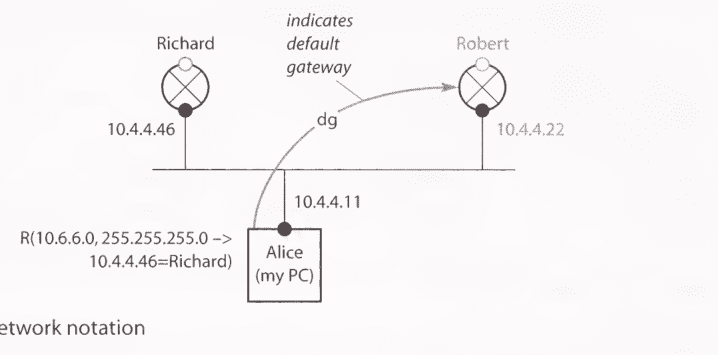 indicates
default
gateway
Richard
Robert
dg
10.4.4.46
10.4.4.22
10.4.4.11
R(10.6.6.0, 255.255.255.0 –>
10.4.4.46=Richard)
Alice
(my PC)
etwork notation